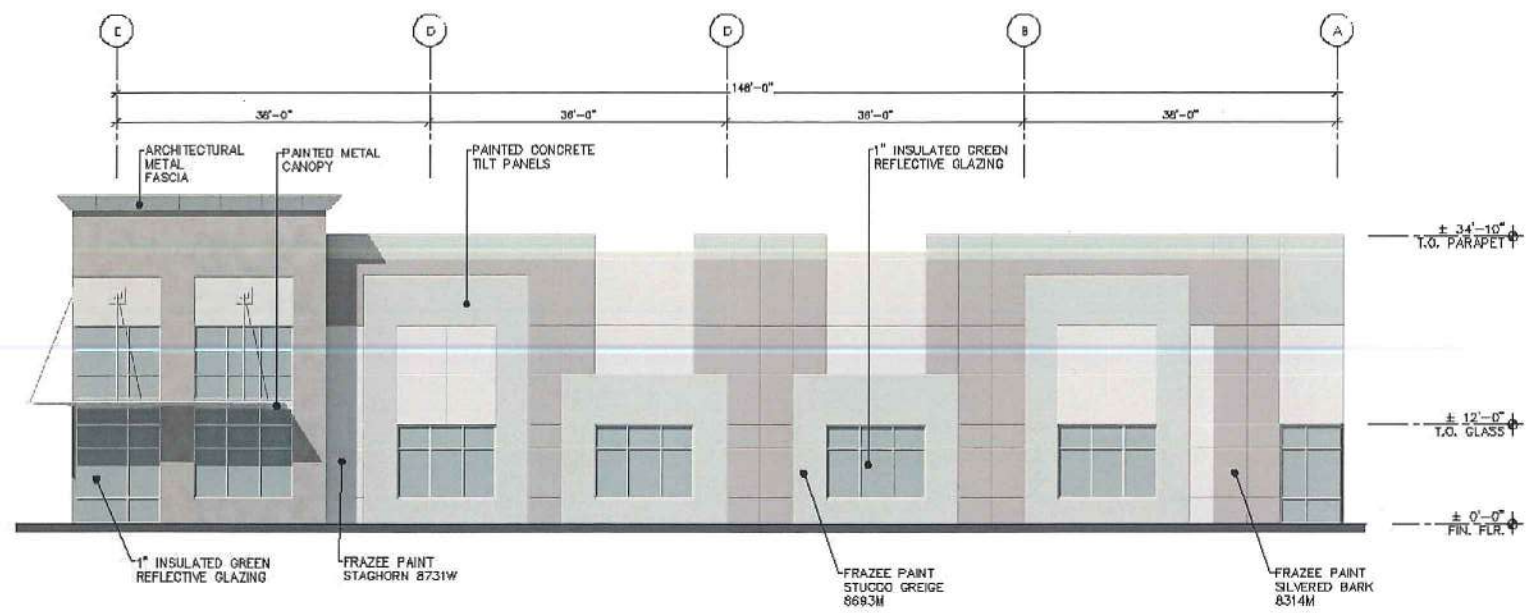 E
D
D
B
A
148'-0"
38'-0"
36'-0"
36'-0"
38'-0"
ARCHITECTURAL
METAL
FASCIA
PAINTED METAL
CANOPY
PAINTED CONCRETE
TILT PANELS
1" INSULATED GREEN
REFLECTIVE GLAZING
± 34'-10"
T.O. PARAPET
± 12'-0"
T.O. GLASS
± 0'-0"
FIN. FLR.
1" INSULATED GREEN
REFLECTIVE GLAZING
FRAZEE PAINT
STAGHORN 8731W
FRAZEE PAINT
STUCCO GREIGE
8693M
FRAZEE PAINT
SILVERED BARK
8314M